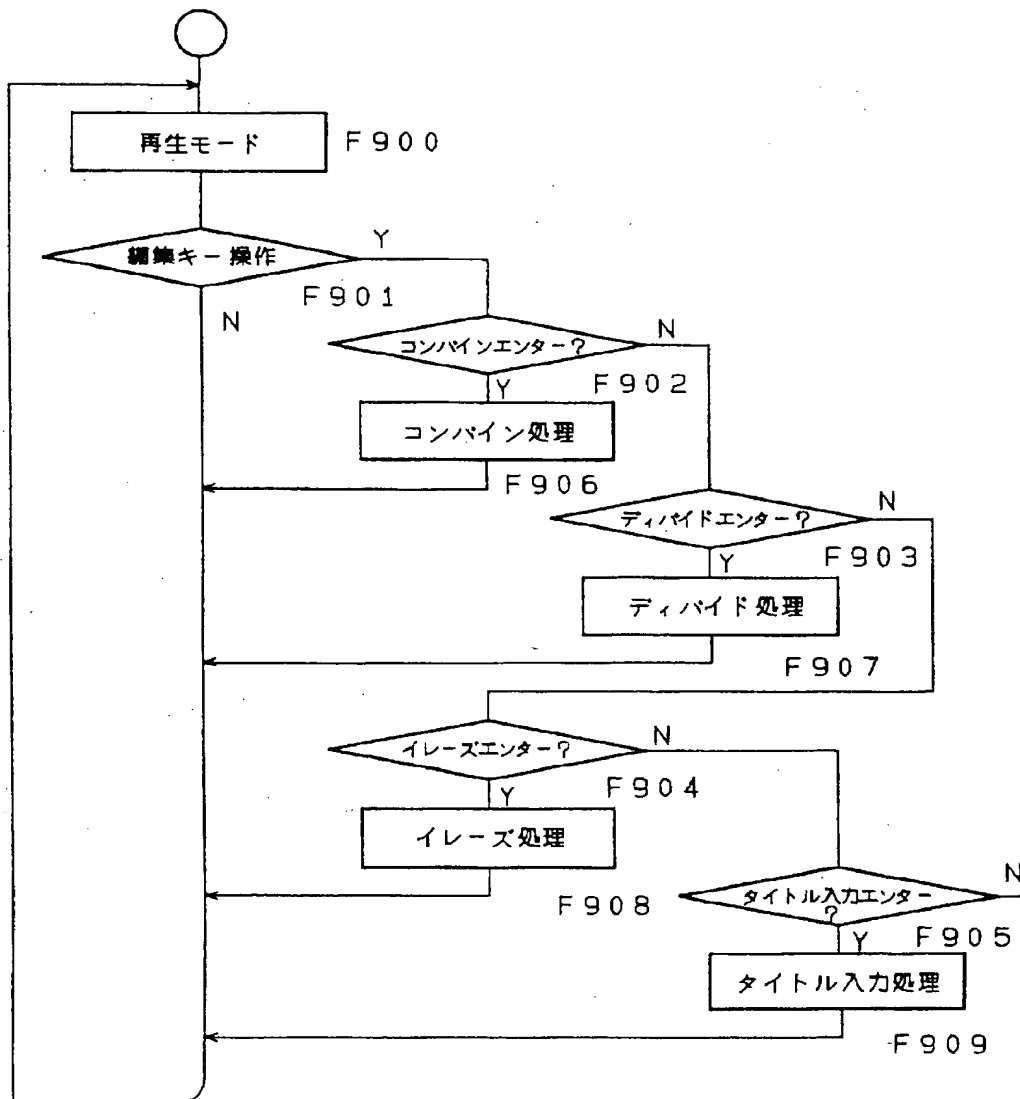 再生モード
F900
編集キー操作
Y
F901
N
コンバインエンター?
N
F902
Y
コンバイン処理
F906
ディバイドエンター?
N
F903
Y
ディバイド処理
F907
イレーズエンター?
N
F904
Y
イレーズ処理
F908
タイトル入力エンター
?
N
F905
Y
タイトル入力処理
F909